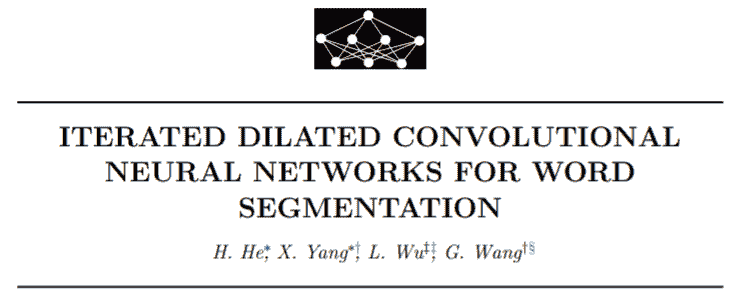 ITERATED DILATED CONVOLUTIONAL
NEURAL NETWORKS FOR WORD
SEGMENTATION
H. He*, X. Yang*†, L. Wu‡‡, G. Wang†§